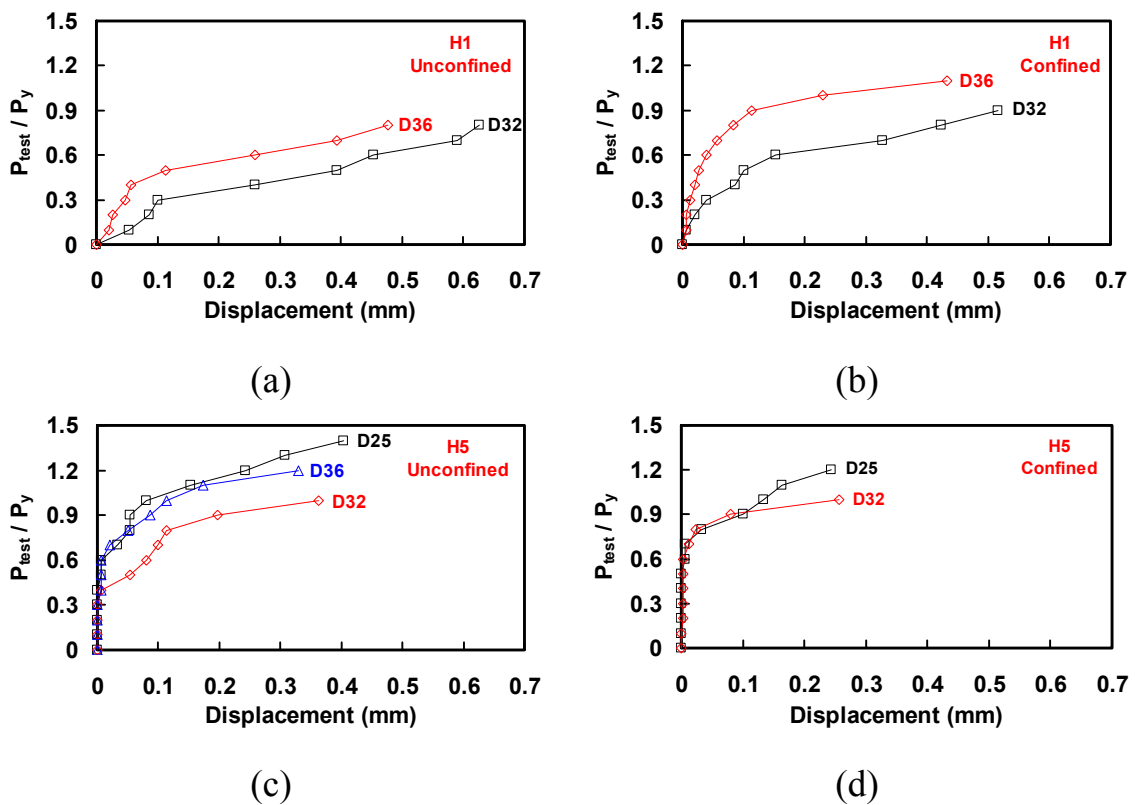 1.5
1.2
0.9
0.6
0.3
0
P_test / P_y
H1
Unconfined
D36
D32
0 0.1 0.2 0.3 0.4 0.5 0.6 0.7
Displacement (mm)
(a)
1.5
1.2
0.9
0.6
0.3
0
P_test / P_y
H1
Confined
D36
D32
0 0.1 0.2 0.3 0.4 0.5 0.6 0.7
Displacement (mm)
(b)
1.5
1.2
0.9
0.6
0.3
0
P_test / P_y
H5
Unconfined
D25
D36
D32
0 0.1 0.2 0.3 0.4 0.5 0.6 0.7
Displacement (mm)
(c)
1.5
1.2
0.9
0.6
0.3
0
P_test / P_y
H5
Confined
D25
D32
0 0.1 0.2 0.3 0.4 0.5 0.6 0.7
Displacement (mm)
(d)